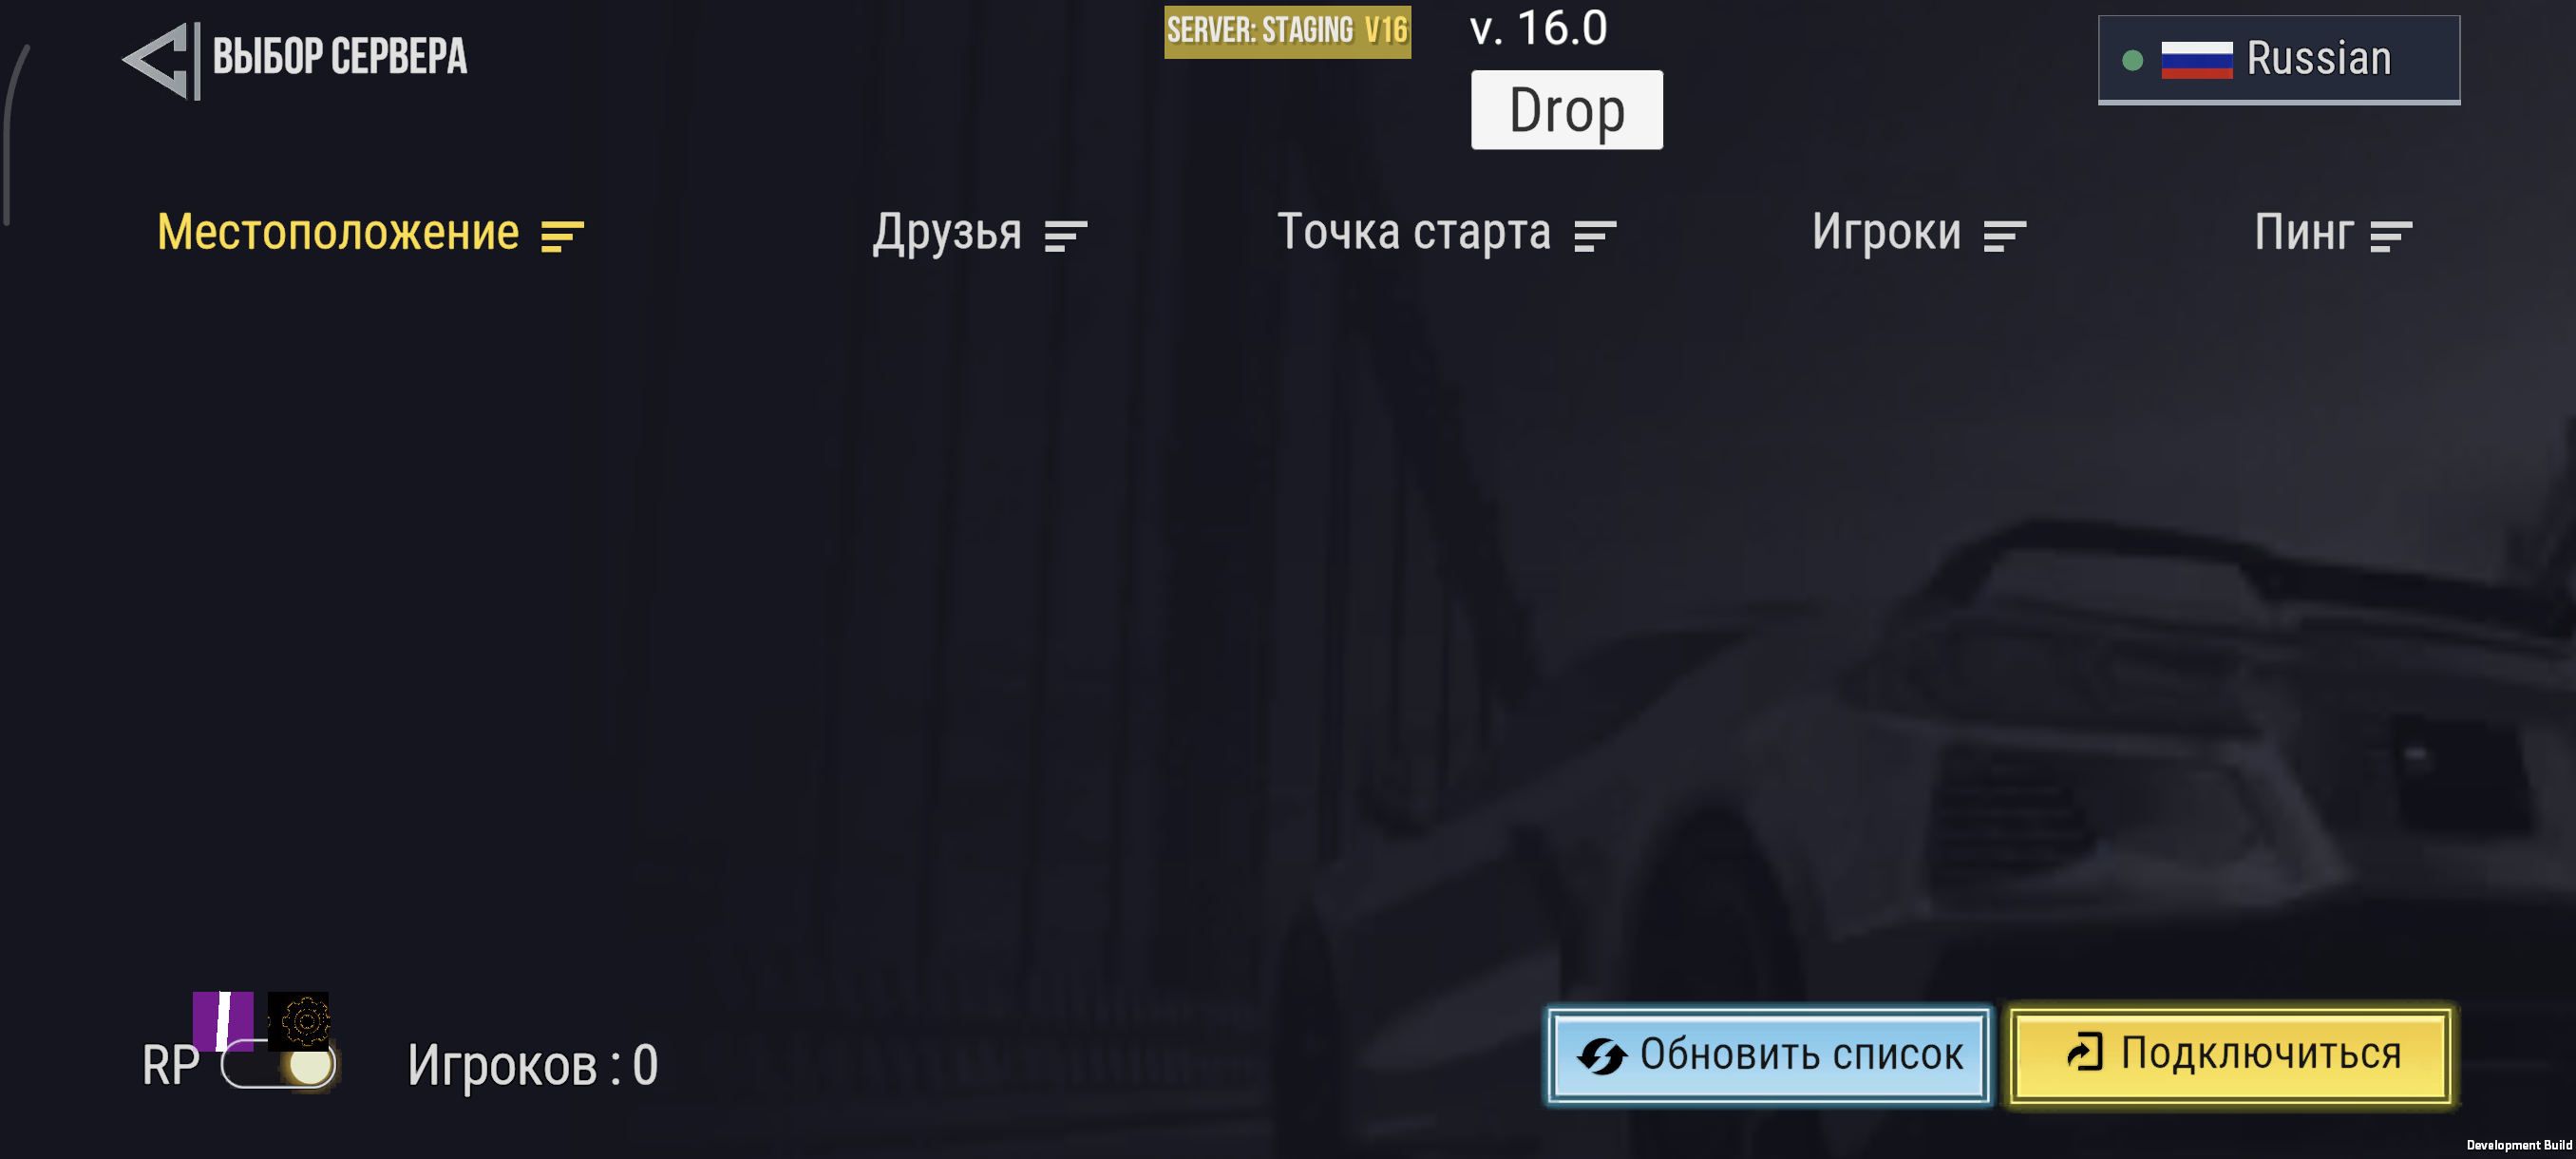 ВЫБОР СЕРВЕРА
SERVER: STAGING V16
v. 16.0
Drop
Russian
Местоположение
Друзья
Точка старта
Игроки
Пинг
RP
Игроков : 0
Обновить список
Подключиться
Development Build